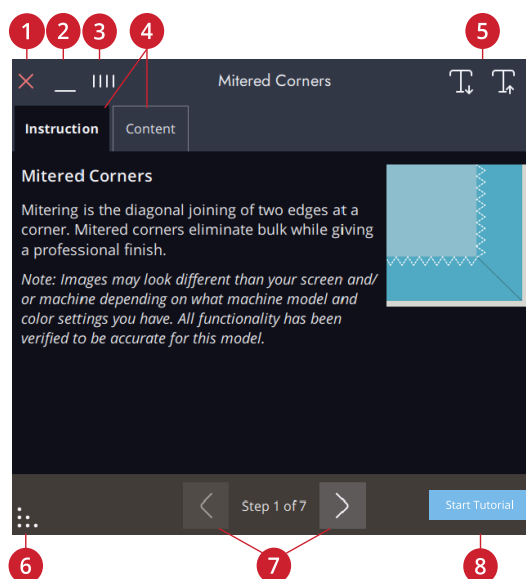 1 2 3 4 5
Mitered Corners
Instruction Content
Mitered Corners
Mitering is the diagonal joining of two edges at a
corner. Mitered corners eliminate bulk while giving
a professional finish.
Note: Images may look different than your screen and/
or machine depending on what machine model and
color settings you have. All functionality has been
verified to be accurate for this model.
Step 1 of 7
Start Tutorial
6 7 8